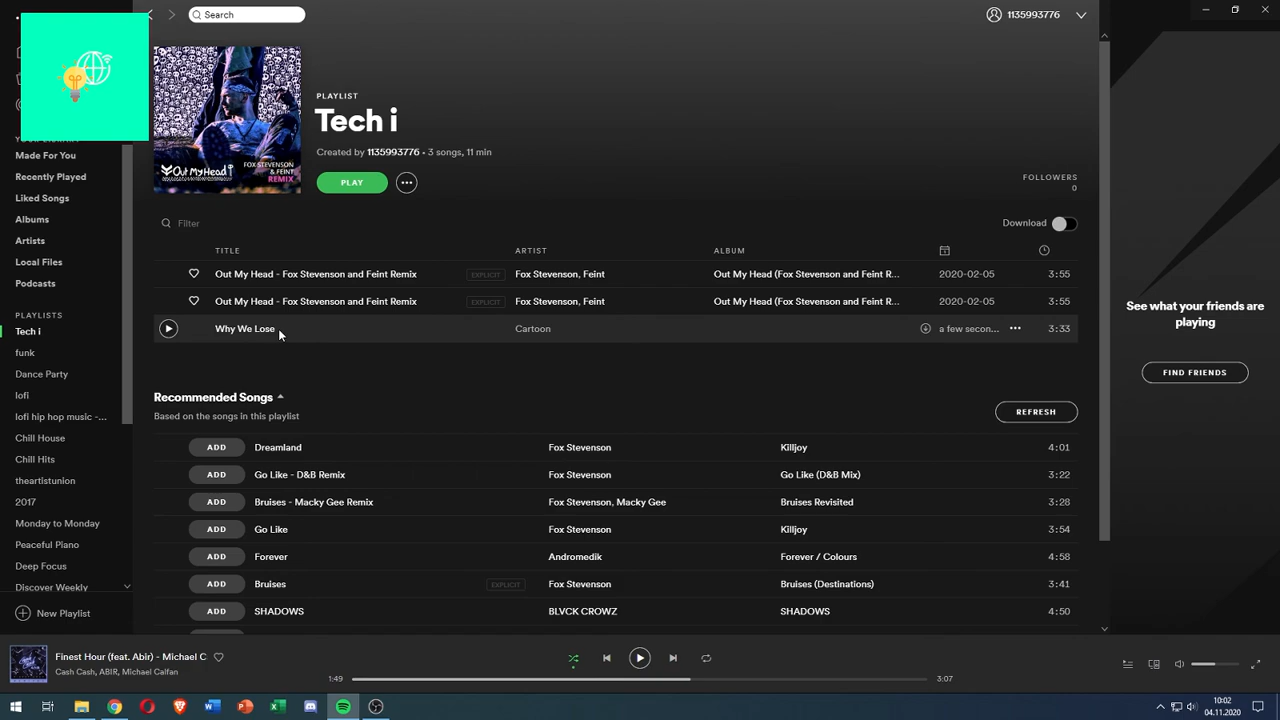 Search
1135993776
Out My Head
FOX STEVENSON
& FEINT
REMIX
PLAYLIST
Tech i
Created by 1135993776 • 3 songs, 11 min
PLAY
FOLLOWERS
0
Filter
Download
TITLE ARTIST ALBUM
Out My Head - Fox Stevenson and Feint Remix EXPLICIT Fox Stevenson, Feint Out My Head (Fox Stevenson and Feint R... 2020-02-05 3:55
Out My Head - Fox Stevenson and Feint Remix EXPLICIT Fox Stevenson, Feint Out My Head (Fox Stevenson and Feint R... 2020-02-05 3:55
Why We Lose Cartoon a few secon... 3:33
Recommended Songs
Based on the songs in this playlist
REFRESH
ADD Dreamland Fox Stevenson Killjoy 4:01
ADD Go Like - D&B Remix Fox Stevenson Go Like (D&B Mix) 3:22
ADD Bruises - Macky Gee Remix Fox Stevenson, Macky Gee Bruises Revisited 3:28
ADD Go Like Fox Stevenson Killjoy 3:54
ADD Forever Andromedik Forever / Colours 4:58
ADD Bruises EXPLICIT Fox Stevenson Bruises (Destinations) 3:41
ADD SHADOWS BLVCK CROWZ SHADOWS 4:50
Made For You
Recently Played
Liked Songs
Albums
Artists
Local Files
Podcasts
PLAYLISTS
Tech i
funk
Dance Party
lofi
lofi hip hop music -...
Chill House
Chill Hits
theartistunion
2017
Monday to Monday
Peaceful Piano
Deep Focus
Discover Weekly
New Playlist
See what your friends are
playing
FIND FRIENDS
Finest Hour (feat. Abir) - Michael C
Cash Cash, ABIR, Michael Calfan
1:49
3:07
10:02
04.11.2020